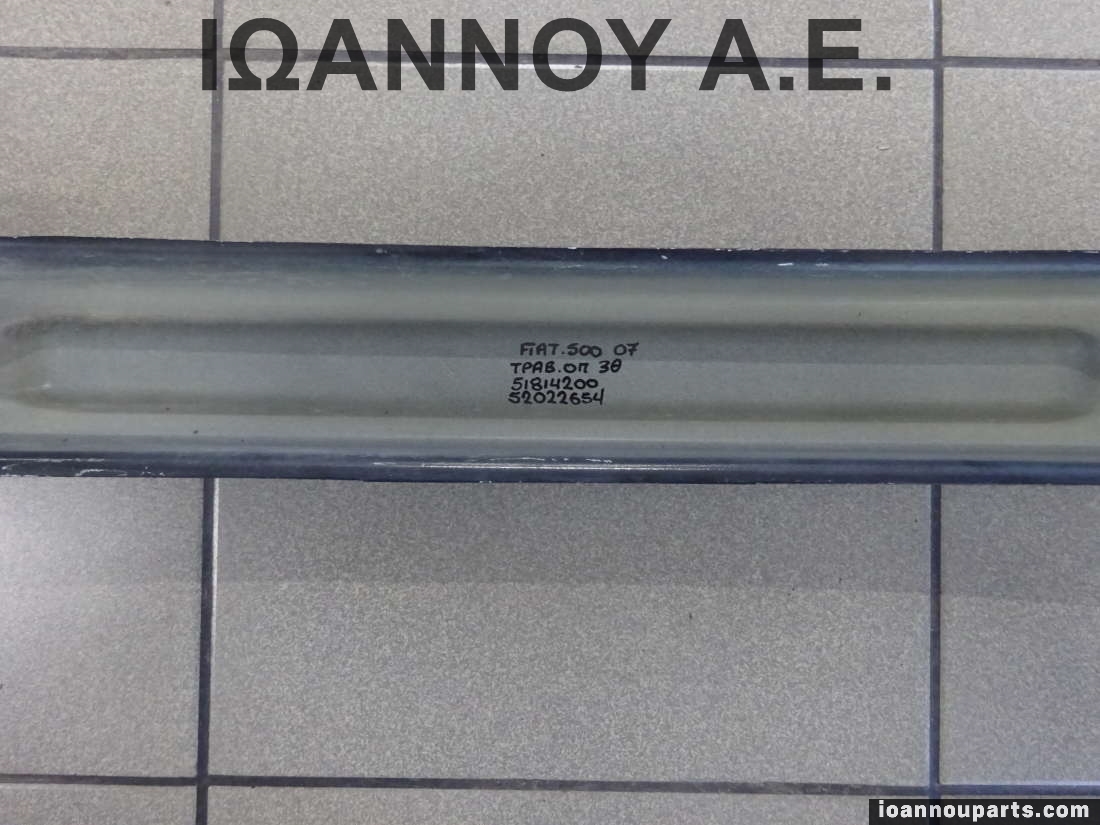 ΙΩΑΝΝΟΥ Α.Ε.
FIAT.500 07
ΤΡΑΒ.ΟΠ 3Θ
51814200
52022654
ioannouparts.com